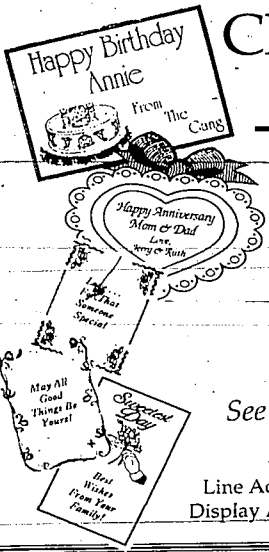 Happy Birthday
Annie
From The Gang
Happy Anniversary
Mom & Dad
Love,
Jerry & Ruth
For That
Someone
Special
May All
Good
Things Be
Yours!
Sweetest
Day
Best
Wishes
From Your
Family!
See
Line Ad
Display A